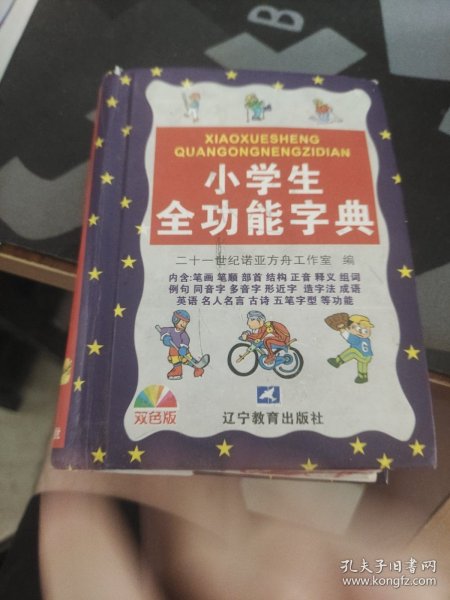 XIAOXUESHENG
QUANGONGNENGZIDIAN
小学生
全功能字典
二十一世纪诺亚方舟工作室 编
内含:笔画 笔顺 部首 结构 正音 释义 组词
例句 同音字 多音字 形近字 造字法 成语
英语 名人名言 古诗 五笔字型 等功能
双色版
辽宁教育出版社
孔夫子旧书网
www.kongfz.com